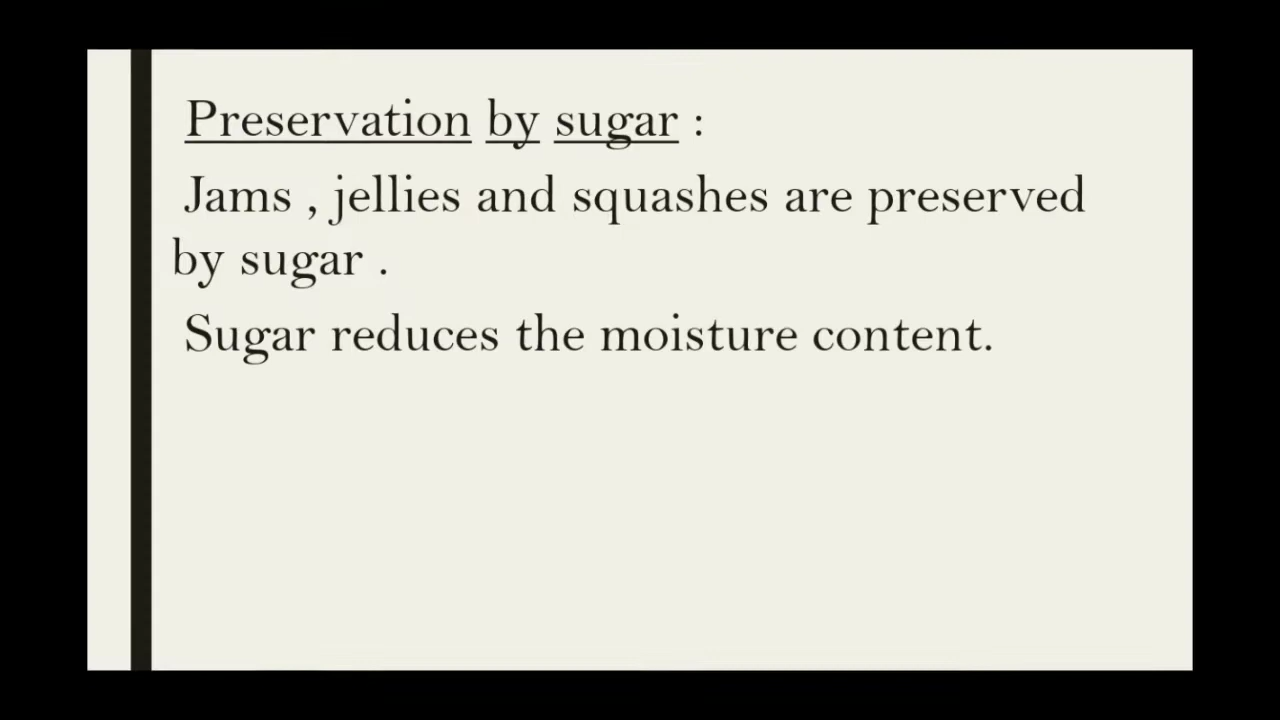 Preservation by sugar :
Jams , jellies and squashes are preserved
by sugar .
Sugar reduces the moisture content.